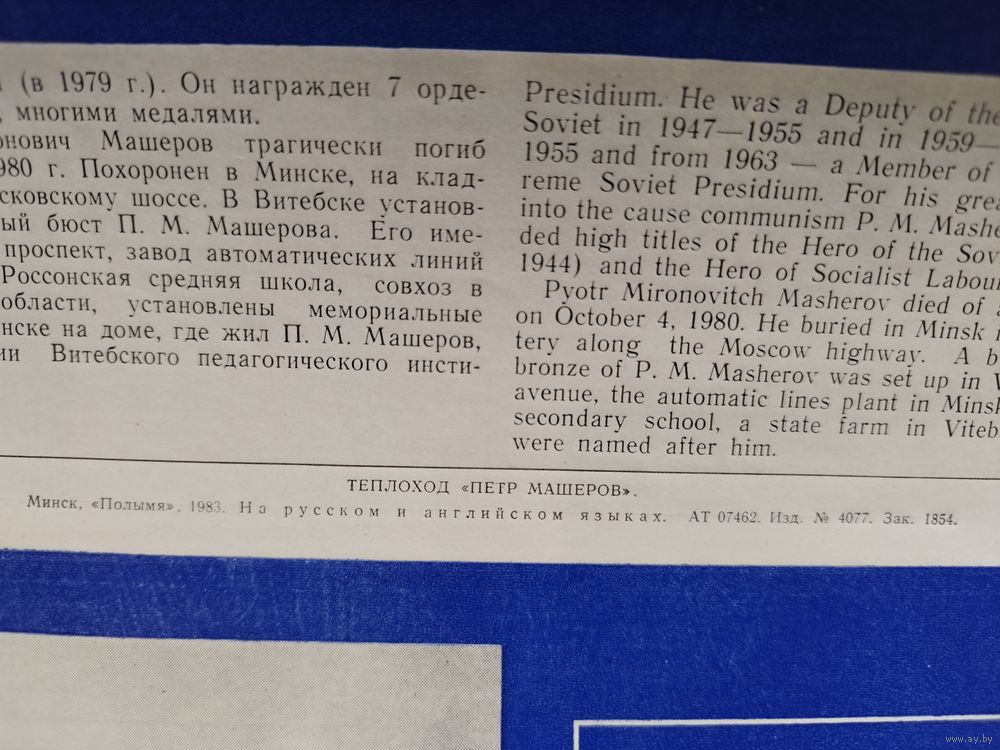 (в 1979 г.). Он награжден 7 орде-
, многими медалями.
онович Машеров трагически погиб
980 г. Похоронен в Минске, на клад-
сковскому шоссе. В Витебске установ-
ый бюст П. М. Машерова. Его име-
проспект, завод автоматических линий
Россонская средняя школа, совхоз в
области, установлены мемориальные
нске на доме, где жил П. М. Машеров,
ии Витебского педагогического инсти-
Presidium. He was a Deputy of the
Soviet in 1947—1955 and in 1959—
1955 and from 1963 — a Member of
reme Soviet Presidium. For his grea
into the cause communism P. M. Mashe
ded high titles of the Hero of the Sov
1944) and the Hero of Socialist Labou
Pyotr Mironovitch Masherov died of a
on October 4, 1980. He buried in Minsk
tery along the Moscow highway. A b
bronze of P. M. Masherov was set up in V
avenue, the automatic lines plant in Minsk
secondary school, a state farm in Viteb
were named after him.
ТЕПЛОХОД «ПЕТР МАШЕРОВ».
Минск, «Полымя». 1983. На русском и английском языках. АТ 07462. Изд. № 4077. Зак. 1854.
www.ay.by